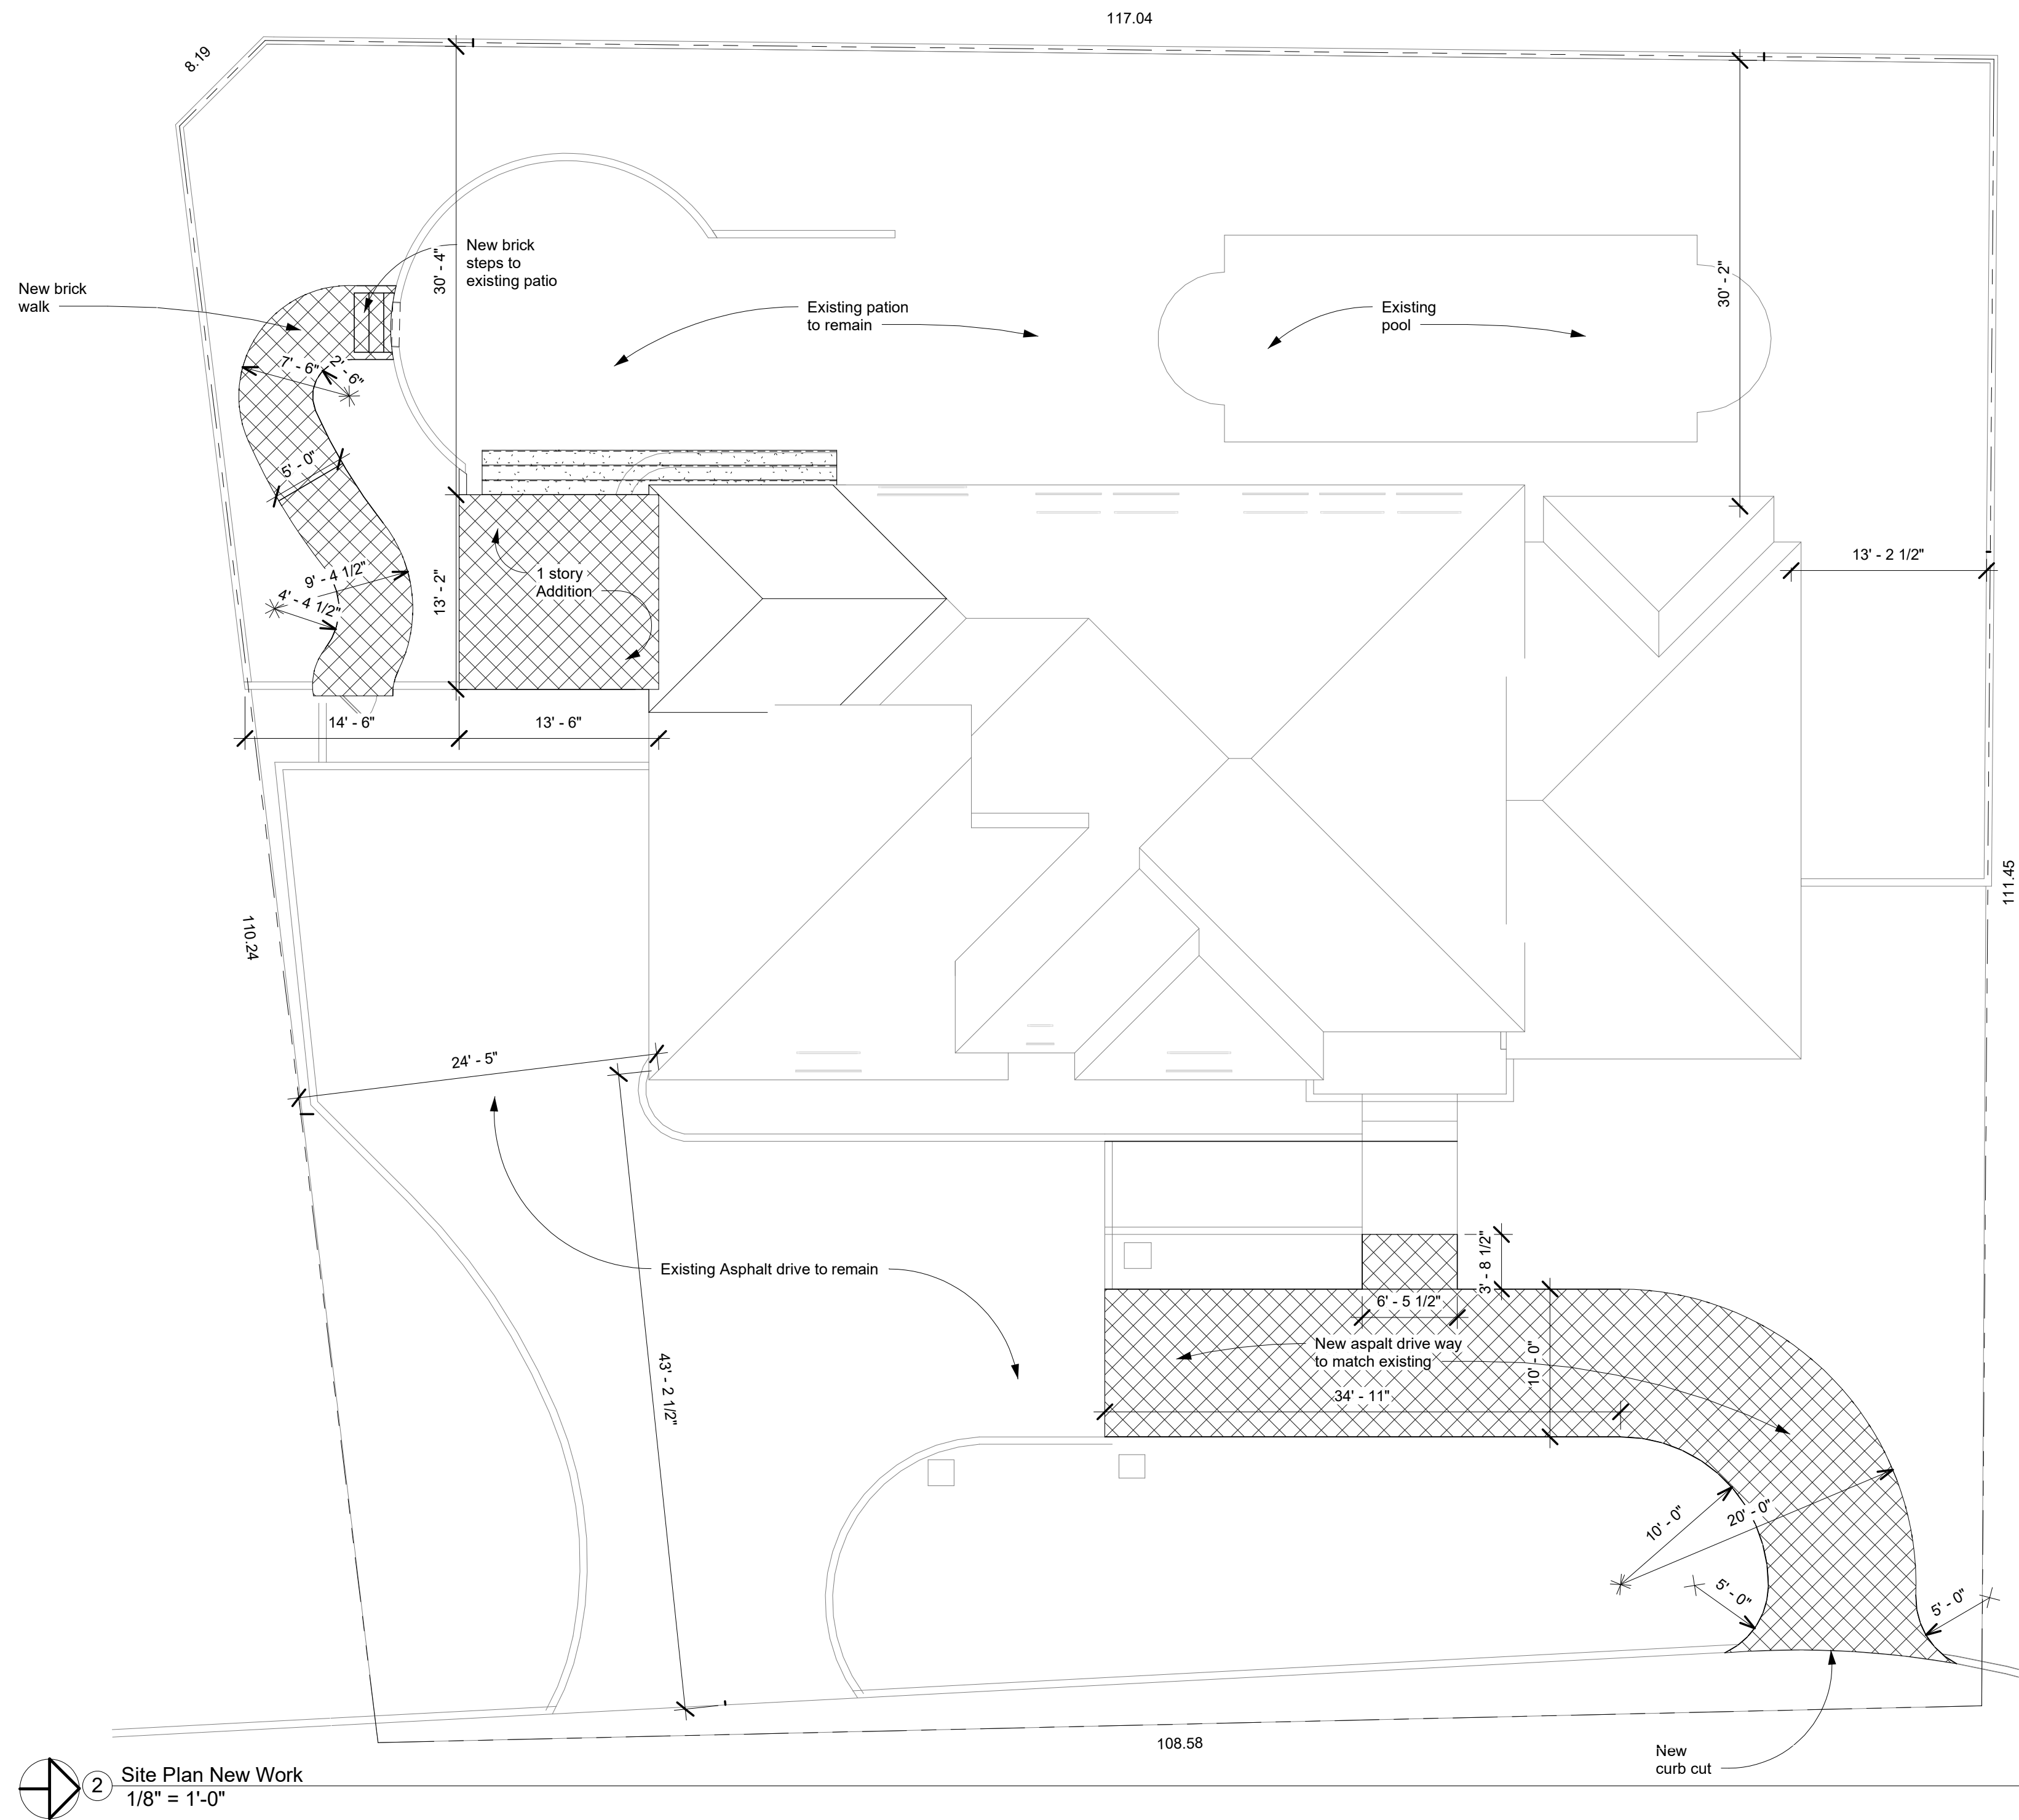 117.04
8.19
New brick
steps to
existing patio
30' - 4"
30' - 2"
New brick
walk
Existing pation
to remain
Existing
pool
7' - 6"
2' - 6"
5' - 0"
13' - 2 1/2"
1 story
Addition
13' - 2"
9' - 4 1/2"
4' - 4 1/2"
14' - 6"
13' - 6"
111.45
110.24
24' - 5"
Existing Asphalt drive to remain
3' - 8 1/2"
6' - 5 1/2"
New aspalt drive way
to match existing
10' - 0"
43' - 2 1/2"
34' - 11"
10' - 0"
20' - 0"
5' - 0"
5' - 0"
108.58
New
curb cut
2
Site Plan New Work
1/8" = 1'-0"